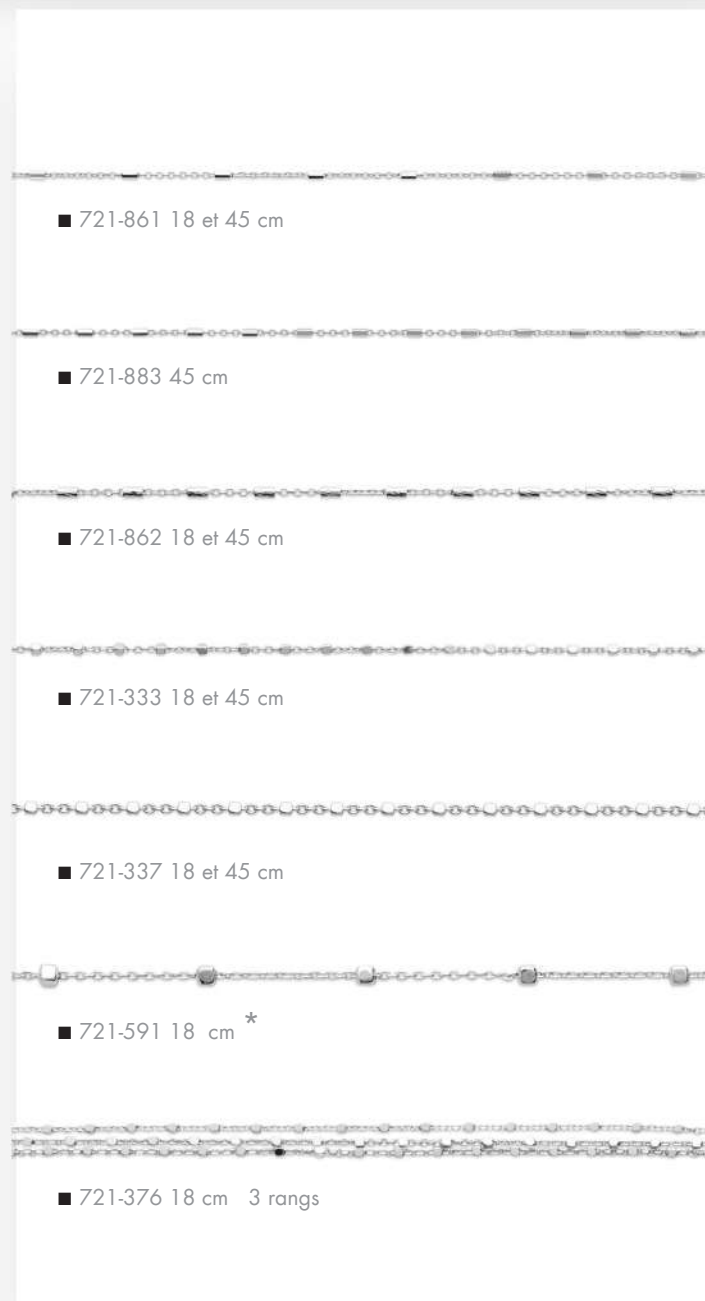 ■ 721-861 18 et 45 cm
■ 721-883 45 cm
■ 721-862 18 et 45 cm
■ 721-333 18 et 45 cm
■ 721-337 18 et 45 cm
■ 721-591 18 cm *
■ 721-376 18 cm 3 rangs